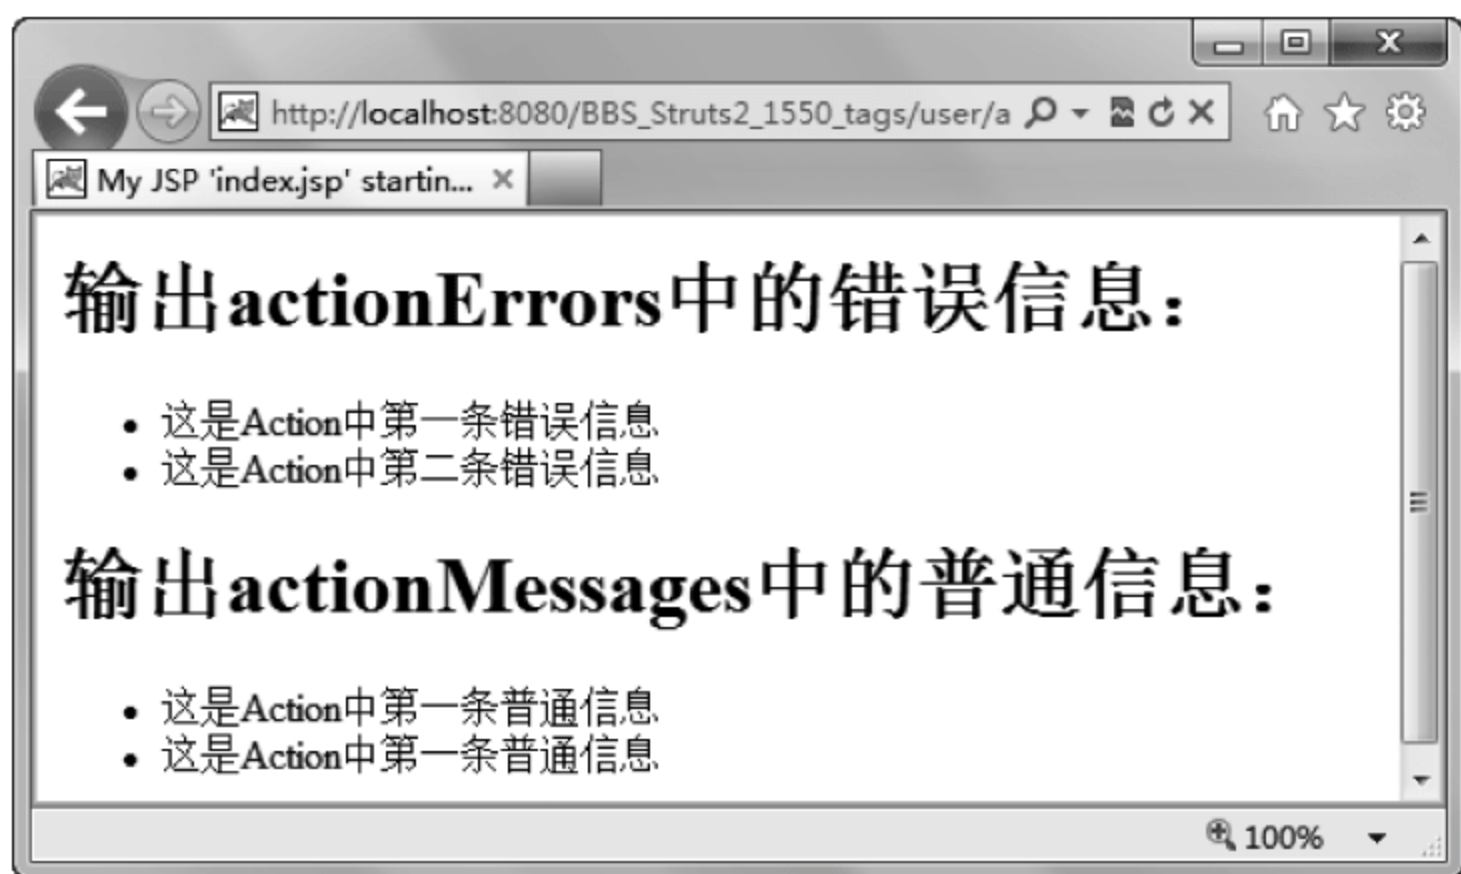 http://localhost:8080/BBS_Struts2_1550_tags/user/a
My JSP 'index.jsp' startin...
输出actionErrors中的错误信息：
• 这是Action中第一条错误信息
• 这是Action中第二条错误信息
输出actionMessages中的普通信息：
• 这是Action中第一条普通信息
• 这是Action中第一条普通信息
100%